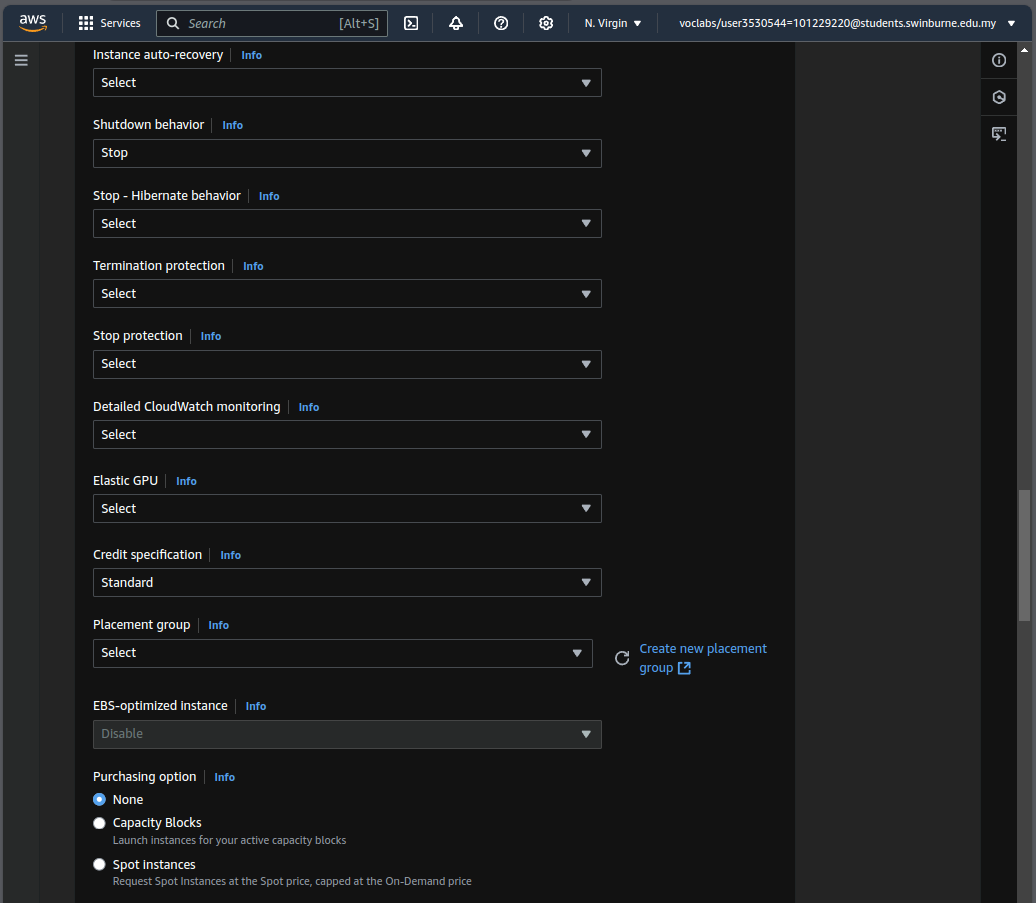 aws
Services
Search [Alt+S]
N. Virgin
voclabs/user3530544=101229220@students.swinburne.edu.my
Instance auto-recovery Info
Select
Shutdown behavior Info
Stop
Stop - Hibernate behavior Info
Select
Termination protection Info
Select
Stop protection Info
Select
Detailed CloudWatch monitoring Info
Select
Elastic GPU Info
Select
Credit specification Info
Standard
Placement group Info
Select
Create new placement
group
EBS-optimized instance Info
Disable
Purchasing option Info
None
Capacity Blocks
Launch instances for your active capacity blocks
Spot instances
Request Spot Instances at the Spot price, capped at the On-Demand price